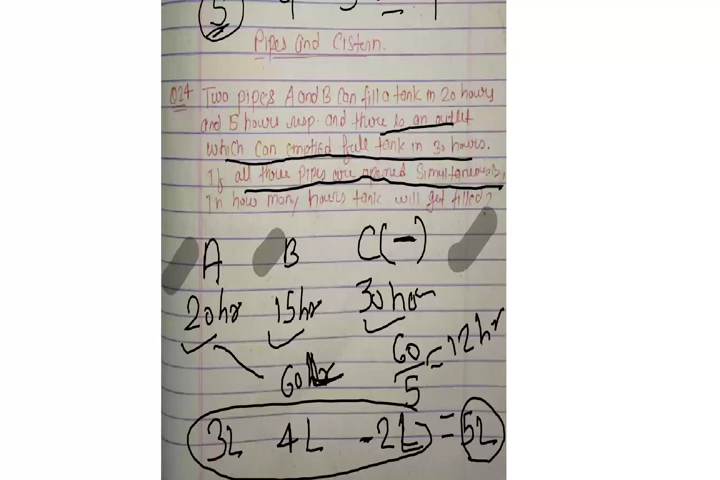 5
Pipes and Cistern.
Q24 Two pipes A and B can fill a tank in 20 hours
and 5 hours resp. and there is an outlet
which can emptied full tank in 30 hours.
If all three pipes are opened simultaneously,
In how many hours tank will get filled?
A B C(-)
20hr 15hr 30hour
60 60/5 = 12hr
3L 4L -2L = 5L